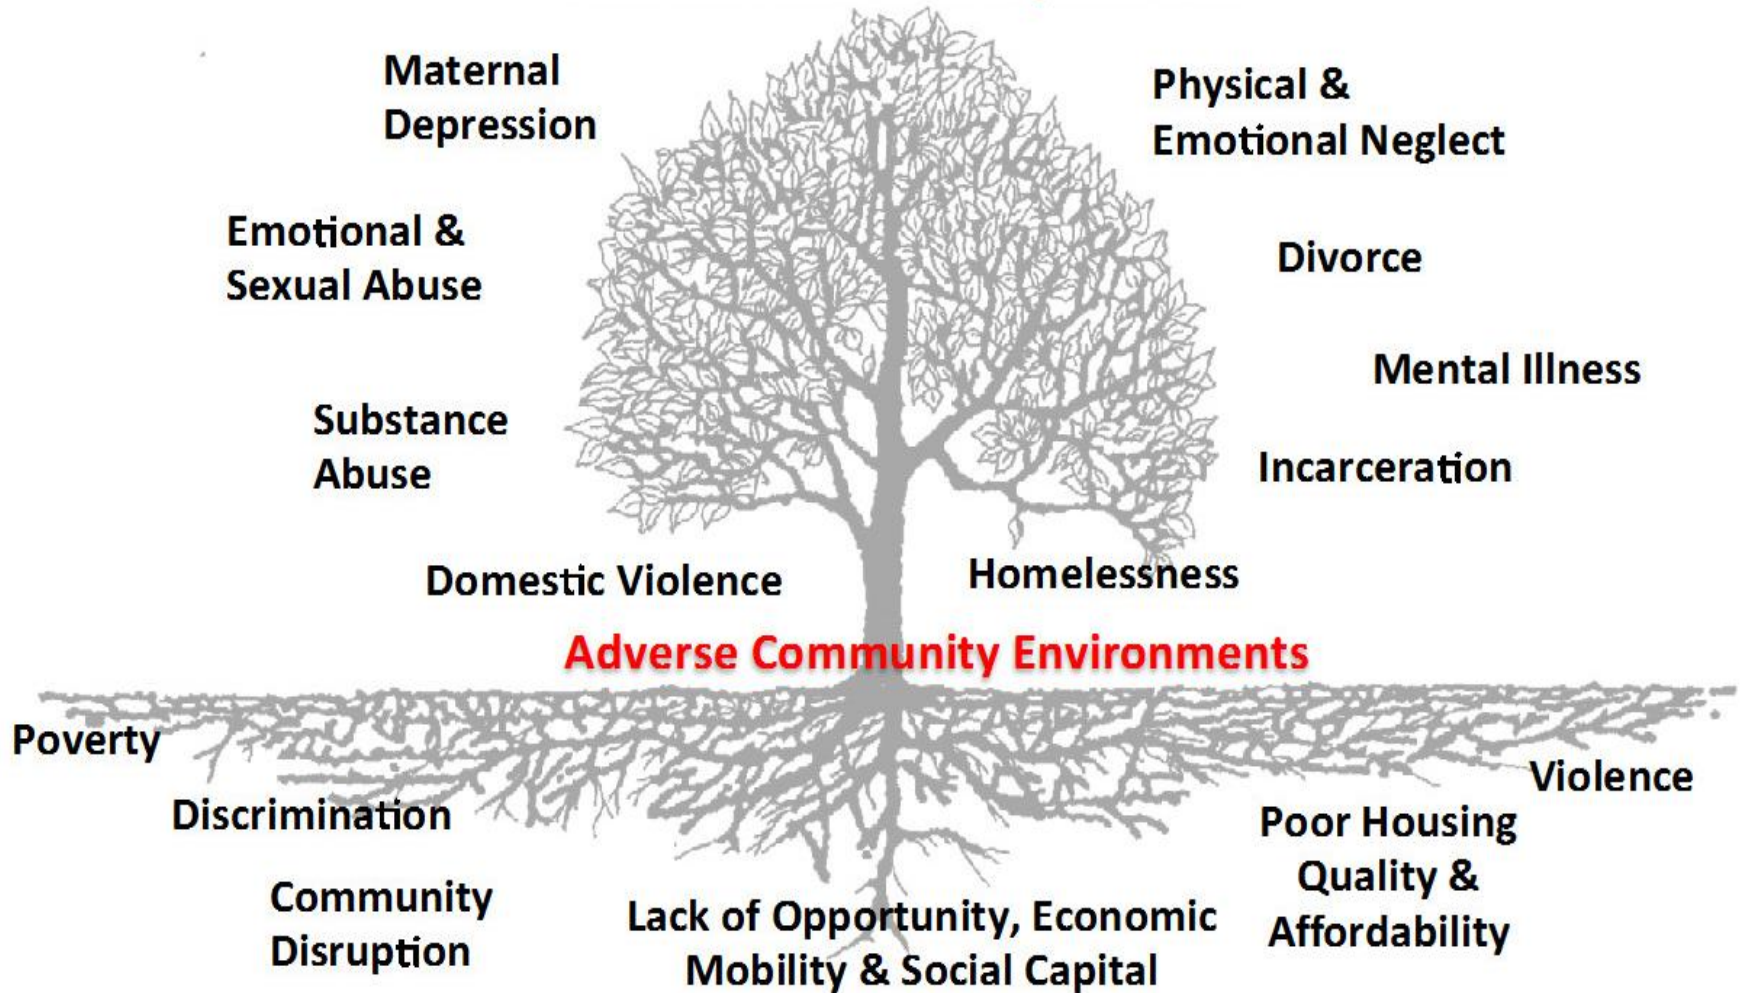 Maternal
Depression
Physical &
Emotional Neglect
Emotional &
Sexual Abuse
Divorce
Mental Illness
Substance
Abuse
Incarceration
Domestic Violence
Homelessness
Adverse Community Environments
Poverty
Violence
Discrimination
Poor Housing
Quality &
Affordability
Community
Disruption
Lack of Opportunity, Economic
Mobility & Social Capital